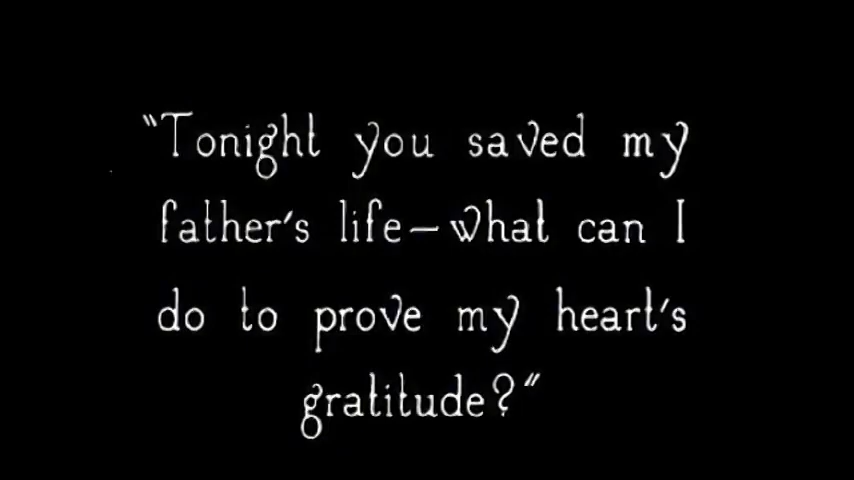 "Tonight you saved my
father's life—what can I
do to prove my heart's
gratitude?"